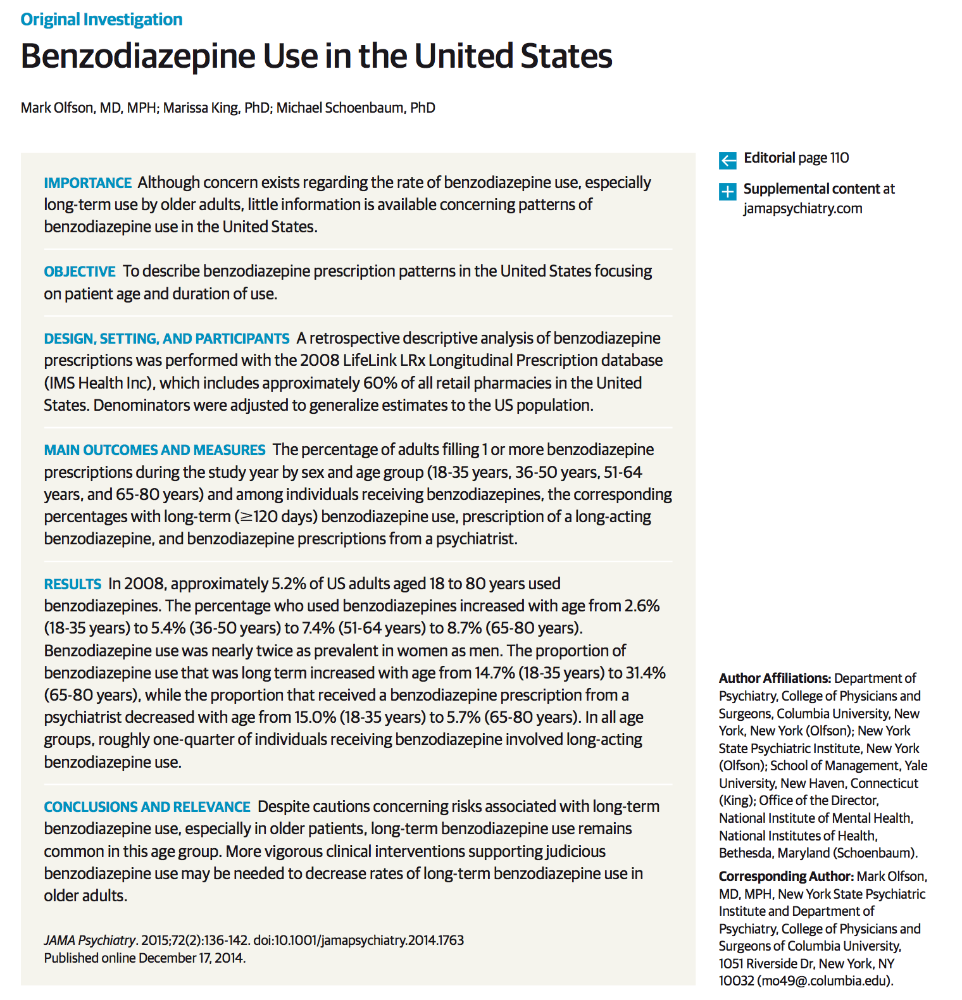 Original Investigation
Benzodiazepine Use in the United States
Mark Olfson, MD, MPH; Marissa King, PhD; Michael Schoenbaum, PhD
IMPORTANCE Although concern exists regarding the rate of benzodiazepine use, especially
long-term use by older adults, little information is available concerning patterns of
benzodiazepine use in the United States.
OBJECTIVE To describe benzodiazepine prescription patterns in the United States focusing
on patient age and duration of use.
DESIGN, SETTING, AND PARTICIPANTS A retrospective descriptive analysis of benzodiazepine
prescriptions was performed with the 2008 LifeLink LRx Longitudinal Prescription database
(IMS Health Inc), which includes approximately 60% of all retail pharmacies in the United
States. Denominators were adjusted to generalize estimates to the US population.
MAIN OUTCOMES AND MEASURES The percentage of adults filling 1 or more benzodiazepine
prescriptions during the study year by sex and age group (18-35 years, 36-50 years, 51-64
years, and 65-80 years) and among individuals receiving benzodiazepines, the corresponding
percentages with long-term (≥120 days) benzodiazepine use, prescription of a long-acting
benzodiazepine, and benzodiazepine prescriptions from a psychiatrist.
RESULTS In 2008, approximately 5.2% of US adults aged 18 to 80 years used
benzodiazepines. The percentage who used benzodiazepines increased with age from 2.6%
(18-35 years) to 5.4% (36-50 years) to 7.4% (51-64 years) to 8.7% (65-80 years).
Benzodiazepine use was nearly twice as prevalent in women as men. The proportion of
benzodiazepine use that was long term increased with age from 14.7% (18-35 years) to 31.4%
(65-80 years), while the proportion that received a benzodiazepine prescription from a
psychiatrist decreased with age from 15.0% (18-35 years) to 5.7% (65-80 years). In all age
groups, roughly one-quarter of individuals receiving benzodiazepine involved long-acting
benzodiazepine use.
CONCLUSIONS AND RELEVANCE Despite cautions concerning risks associated with long-term
benzodiazepine use, especially in older patients, long-term benzodiazepine use remains
common in this age group. More vigorous clinical interventions supporting judicious
benzodiazepine use may be needed to decrease rates of long-term benzodiazepine use in
older adults.
JAMA Psychiatry. 2015;72(2):136-142. doi:10.1001/jamapsychiatry.2014.1763
Published online December 17, 2014.
Editorial page 110
Supplemental content at
jamapsychiatry.com
Author Affiliations: Department of
Psychiatry, College of Physicians and
Surgeons, Columbia University, New
York, New York (Olfson); New York
State Psychiatric Institute, New York
(Olfson); School of Management, Yale
University, New Haven, Connecticut
(King); Office of the Director,
National Institute of Mental Health,
National Institutes of Health,
Bethesda, Maryland (Schoenbaum).
Corresponding Author: Mark Olfson,
MD, MPH, New York State Psychiatric
Institute and Department of
Psychiatry, College of Physicians and
Surgeons of Columbia University,
1051 Riverside Dr, New York, NY
10032 (mo49@.columbia.edu).